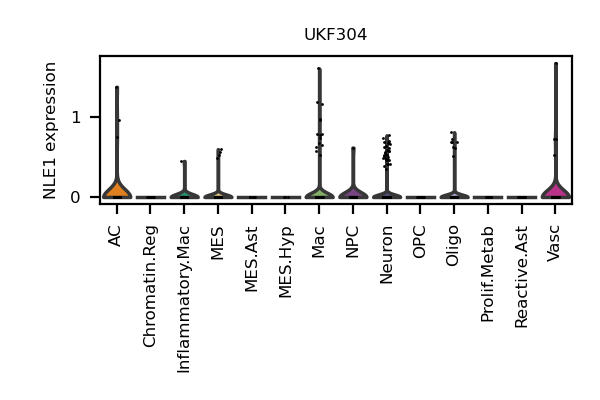 UKF304
NLE1 expression
1
0
AC
Chromatin.Reg
Inflammatory.Mac
MES
MES.Ast
MES.Hyp
Mac
NPC
Neuron
OPC
Oligo
Prolif.Metab
Reactive.Ast
Vasc